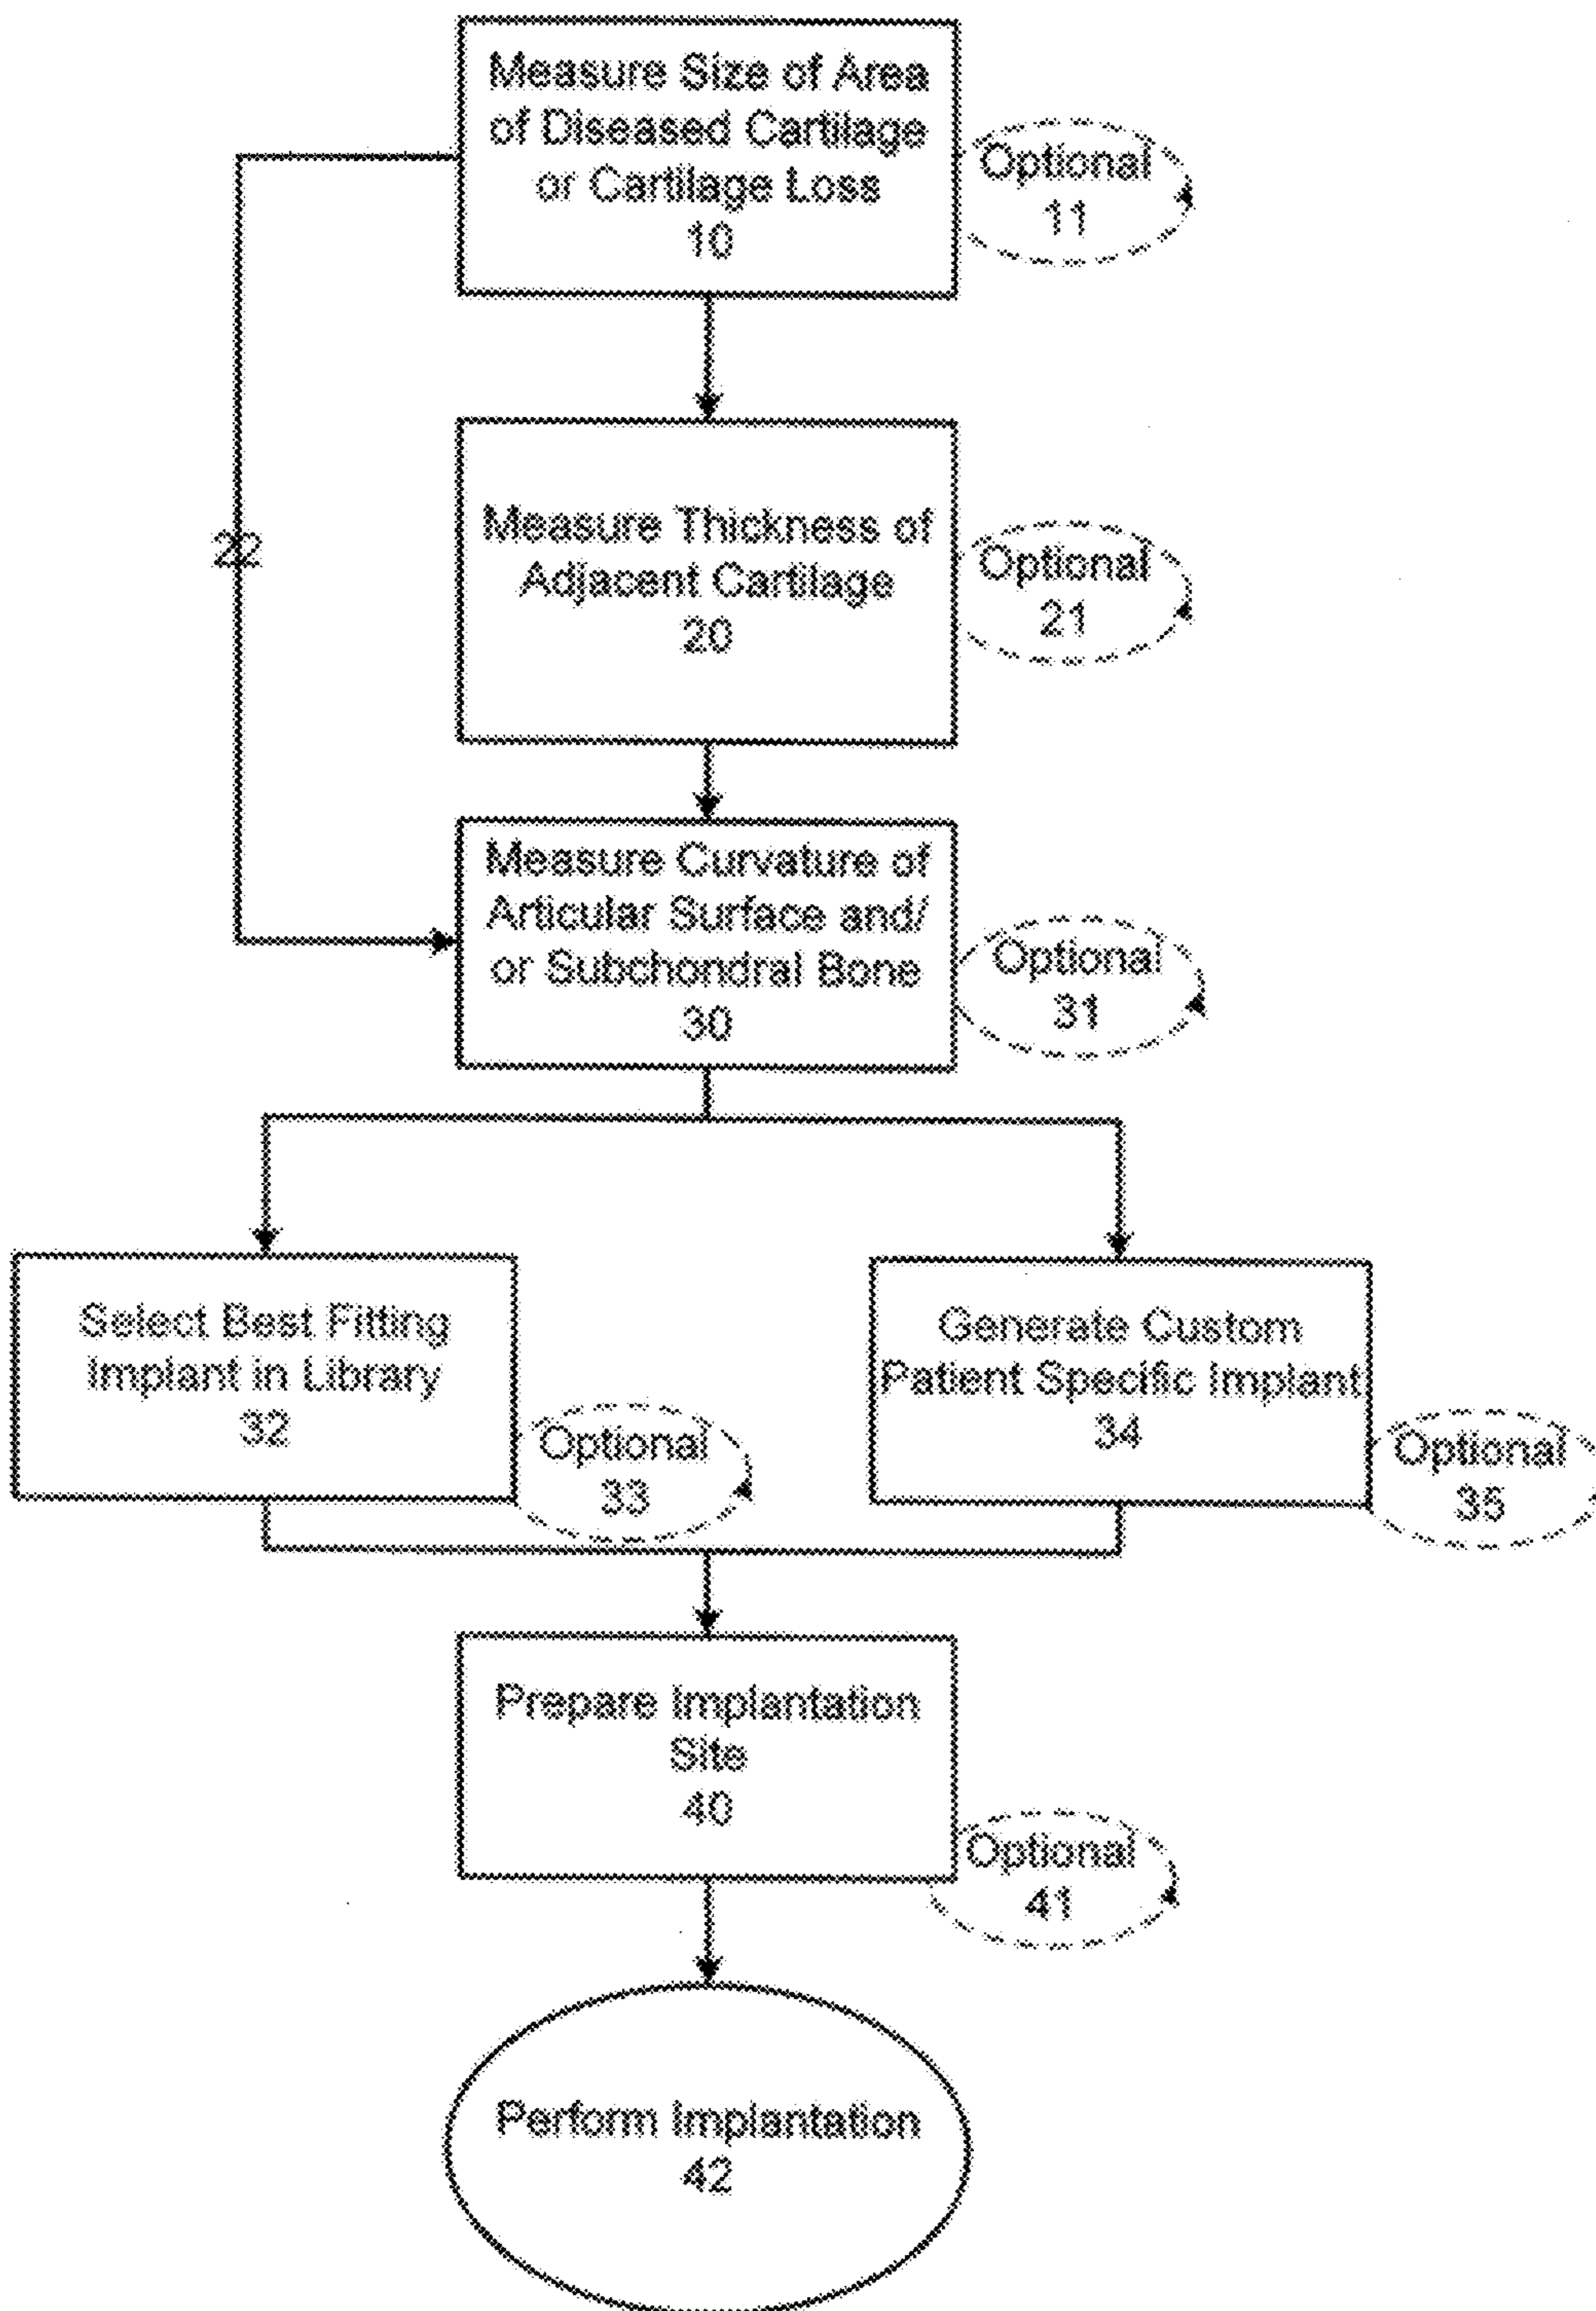 Measure Size of Area
of Diseased Cartilage
or Cartilage Loss
10
Optional
11
22
Measure Thickness of
Adjacent Cartilage
20
Optional
21
Measure Curvature of
Articular Surface and/
or Subchondral Bone
30
Optional
31
Select Best Fitting
Implant in Library
32
Optional
33
Generate Custom
Patient Specific Implant
34
Optional
35
Prepare Implantation
Site
40
Optional
41
Perform Implantation
42